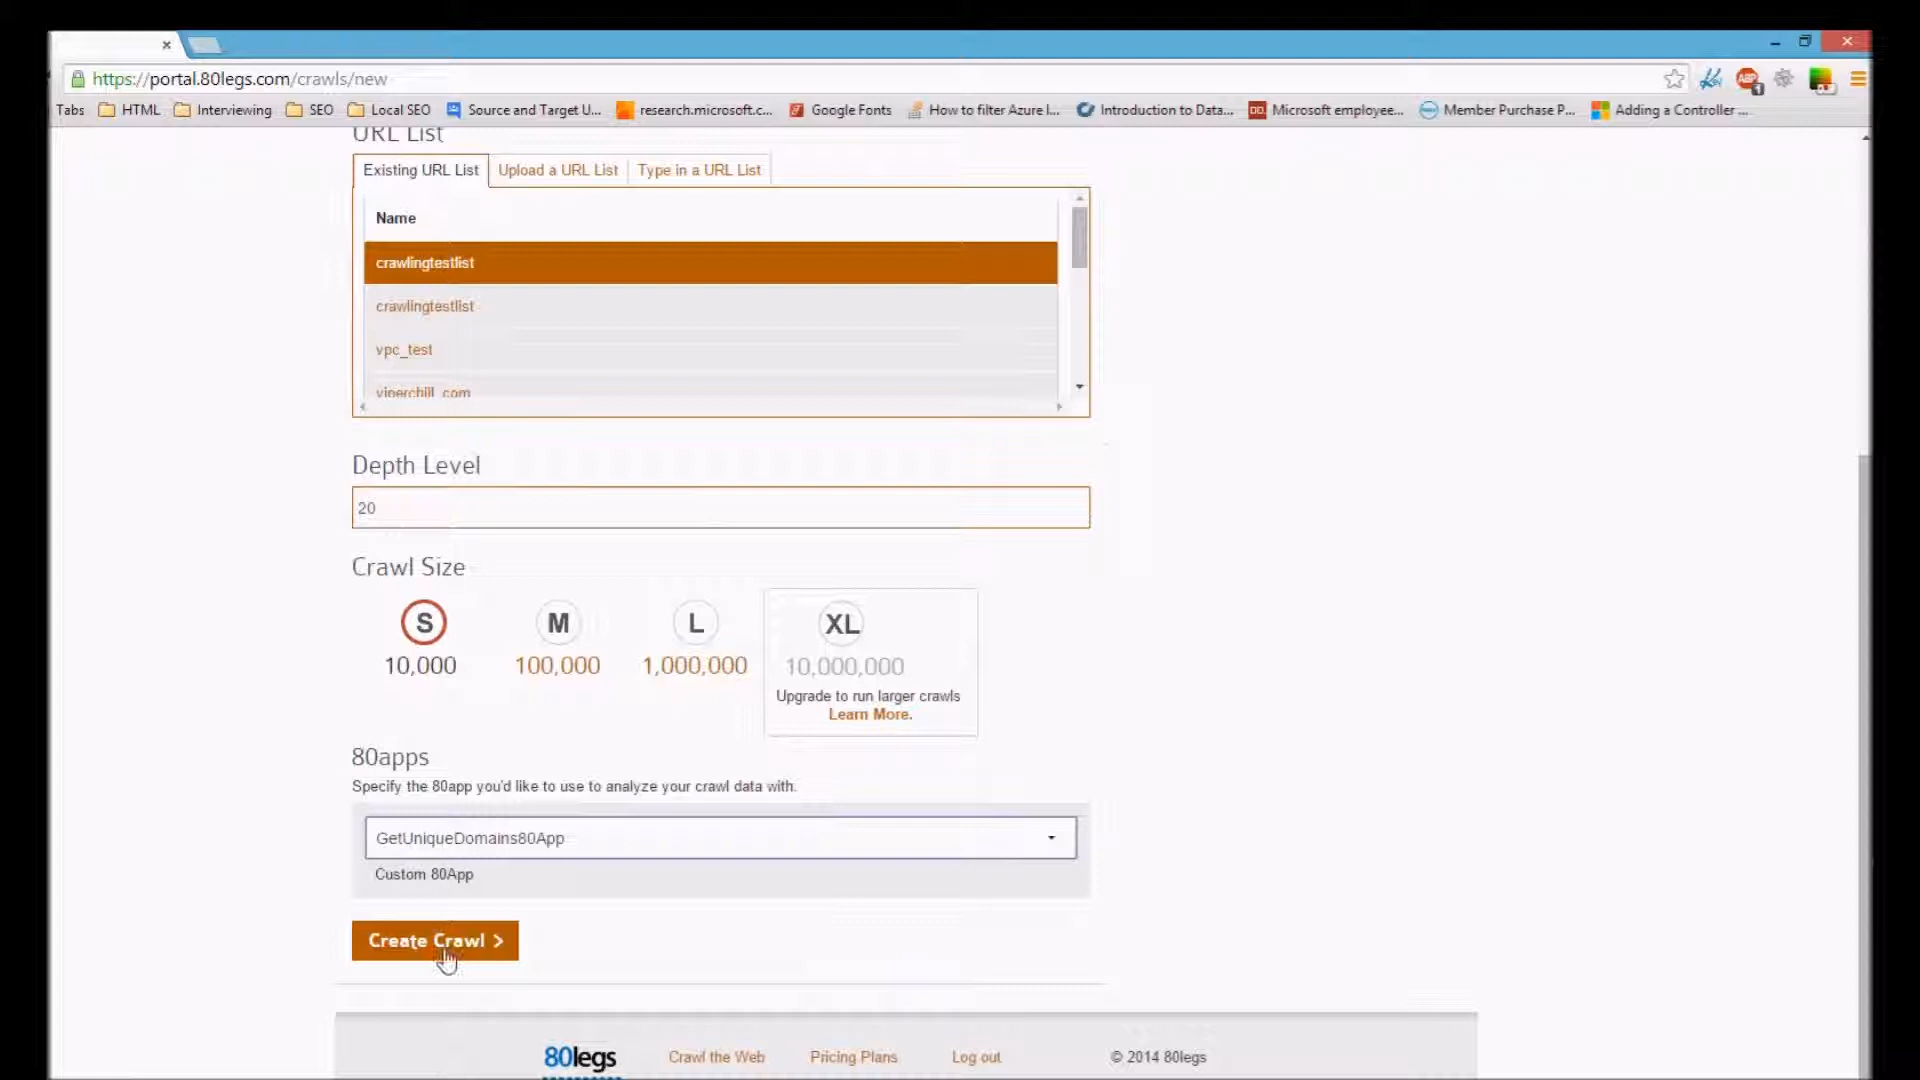 https://portal.80legs.com/crawls/new
Tabs HTML Interviewing SEO Local SEO Source and Target U... research.microsoft.c... Google Fonts How to filter Azure I... Introduction to Data... Microsoft employee... Member Purchase P... Adding a Controller ...
URL List
Existing URL List Upload a URL List Type in a URL List
Name
crawlingtestlist
crawlingtestlist
vpc_test
viperchill_com
Depth Level
20
Crawl Size
S M L XL
10,000 100,000 1,000,000 10,000,000
Upgrade to run larger crawls
Learn More.
80apps
Specify the 80app you'd like to use to analyze your crawl data with.
GetUniqueDomains80App
Custom 80App
Create Crawl >
80legs Crawl the Web Pricing Plans Log out © 2014 80legs